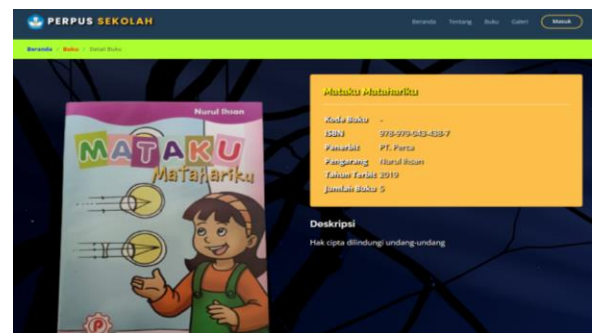 PERPUS SEKOLAH
Beranda Tentang Buku Galeri Masuk
Beranda / Buku / Detail Buku
Nurul Ihsan
MATAKU
Matahariku
P
Mataku Matahariku
Kode Buku -
ISBN 978-979-043-438-7
Penerbit PT. Perca
Pengarang Nurul Ihsan
Tahun Terbit 2019
Jumlah Buku 5
Deskripsi
Hak cipta dilindungi undang-undang